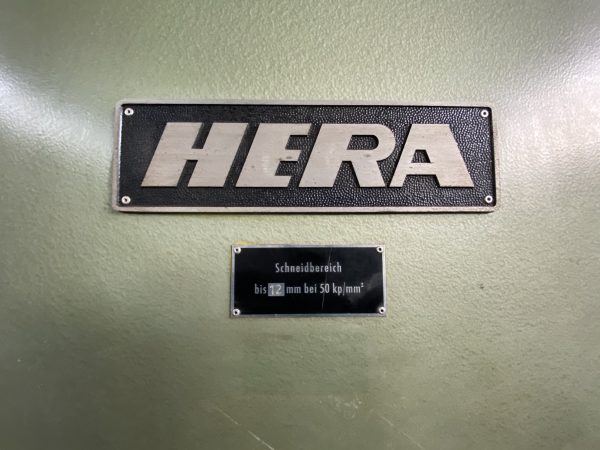 HERA
Schneidbereich
bis 12 mm bei 50 kp/mm²